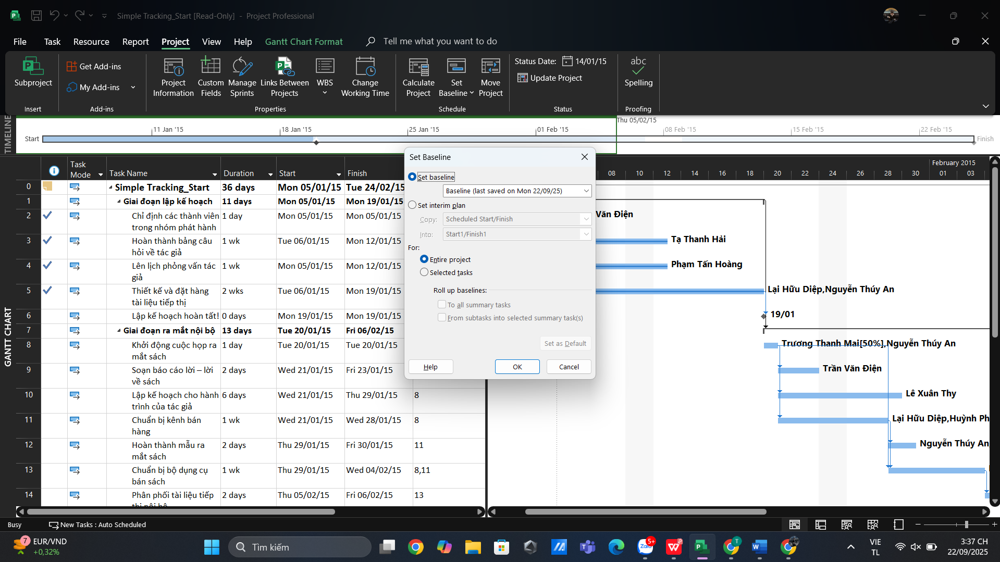 Simple Tracking_Start [Read-Only] - Project Professional
File Task Resource Report Project View Help Gantt Chart Format Tell me what you want to do
Subproject
Insert
Get Add-ins
My Add-ins
Add-ins
Project Information
Custom Fields
Manage Sprints
Links Between Projects
WBS
Change Working Time
Properties
Calculate Project
Set Baseline
Move Project
Schedule
Status Date: 14/01/15
Update Project
Status
abc
Spelling
Proofing
TIMELINE
Thu 05/02/15
11 Jan '15 18 Jan '15 25 Jan '15 01 Feb '15 08 Feb '15 15 Feb '15 22 Feb '15
Start
Finish
GANTT CHART
Task Mode Task Name Duration Start Finish
0 Simple Tracking_Start 36 days Mon 05/01/15 Tue 24/02/15
1 Giai đoạn lập kế hoạch 11 days Mon 05/01/15 Mon 19/01/15
2 Chỉ định các thành viên 1 day Mon 05/01/15 Mon 05/01/15
trong nhóm phát hành
3 Hoàn thành bảng câu 1 wk Tue 06/01/15 Mon 12/01/15
hỏi về tác giả
4 Lên lịch phỏng vấn tác 1 wk Mon 05/01/15 Mon 12/01/15
giả
5 Thiết kế và đặt hàng 2 wks Tue 06/01/15 Mon 19/01/15
tài liệu tiếp thị
6 Lập kế hoạch hoàn tất! 0 days Mon 19/01/15 Mon 19/01/15
7 Giai đoạn ra mắt nội bộ 13 days Tue 20/01/15 Fri 06/02/15
8 Khởi động cuộc họp ra 1 day Tue 20/01/15 Tue 20/01/15
mắt sách
9 Soạn báo cáo lời – lời 2 days Wed 21/01/15 Fri 23/01/15
về sách
10 Lập kế hoạch cho hành 6 days Wed 21/01/15 Thu 29/01/15 8
trình của tác giả
11 Chuẩn bị kênh bán 1 wk Wed 21/01/15 Wed 28/01/15 8
hàng
12 Hoàn thành mẫu ra 2 days Thu 29/01/15 Fri 30/01/15 11
mắt sách
13 Chuẩn bị bộ dụng cụ 1 wk Thu 29/01/15 Wed 04/02/15 8,11
bán sách
14 Phân phối tài liệu tiếp 2 days Thu 05/02/15 Fri 06/02/15 13
thị nội bộ
Set Baseline
Set baseline
Baseline (last saved on Mon 22/09/25)
Set interim plan
Copy: Scheduled Start/Finish
Into: Start1/Finish1
For:
Entire project
Selected tasks
Roll up baselines:
To all summary tasks
From subtasks into selected summary task(s)
Set as Default
Help OK Cancel
February 2015
08 10 12 14 16 18 20 22 24 26 28 30 01 03
Văn Điện
Tạ Thanh Hải
Phạm Tấn Hoàng
Lại Hữu Diệp,Nguyễn Thúy An
19/01
Trương Thanh Mai[50%],Nguyễn Thúy An
Trần Văn Điện
Lê Xuân Thy
Lại Hữu Diệp,Huỳnh Ph
Nguyễn Thúy An,
Busy New Tasks : Auto Scheduled
7 EUR/VND
+0,32%
Tìm kiếm
Zalo 5+
T
VIE
TL
3:37 CH
22/09/2025